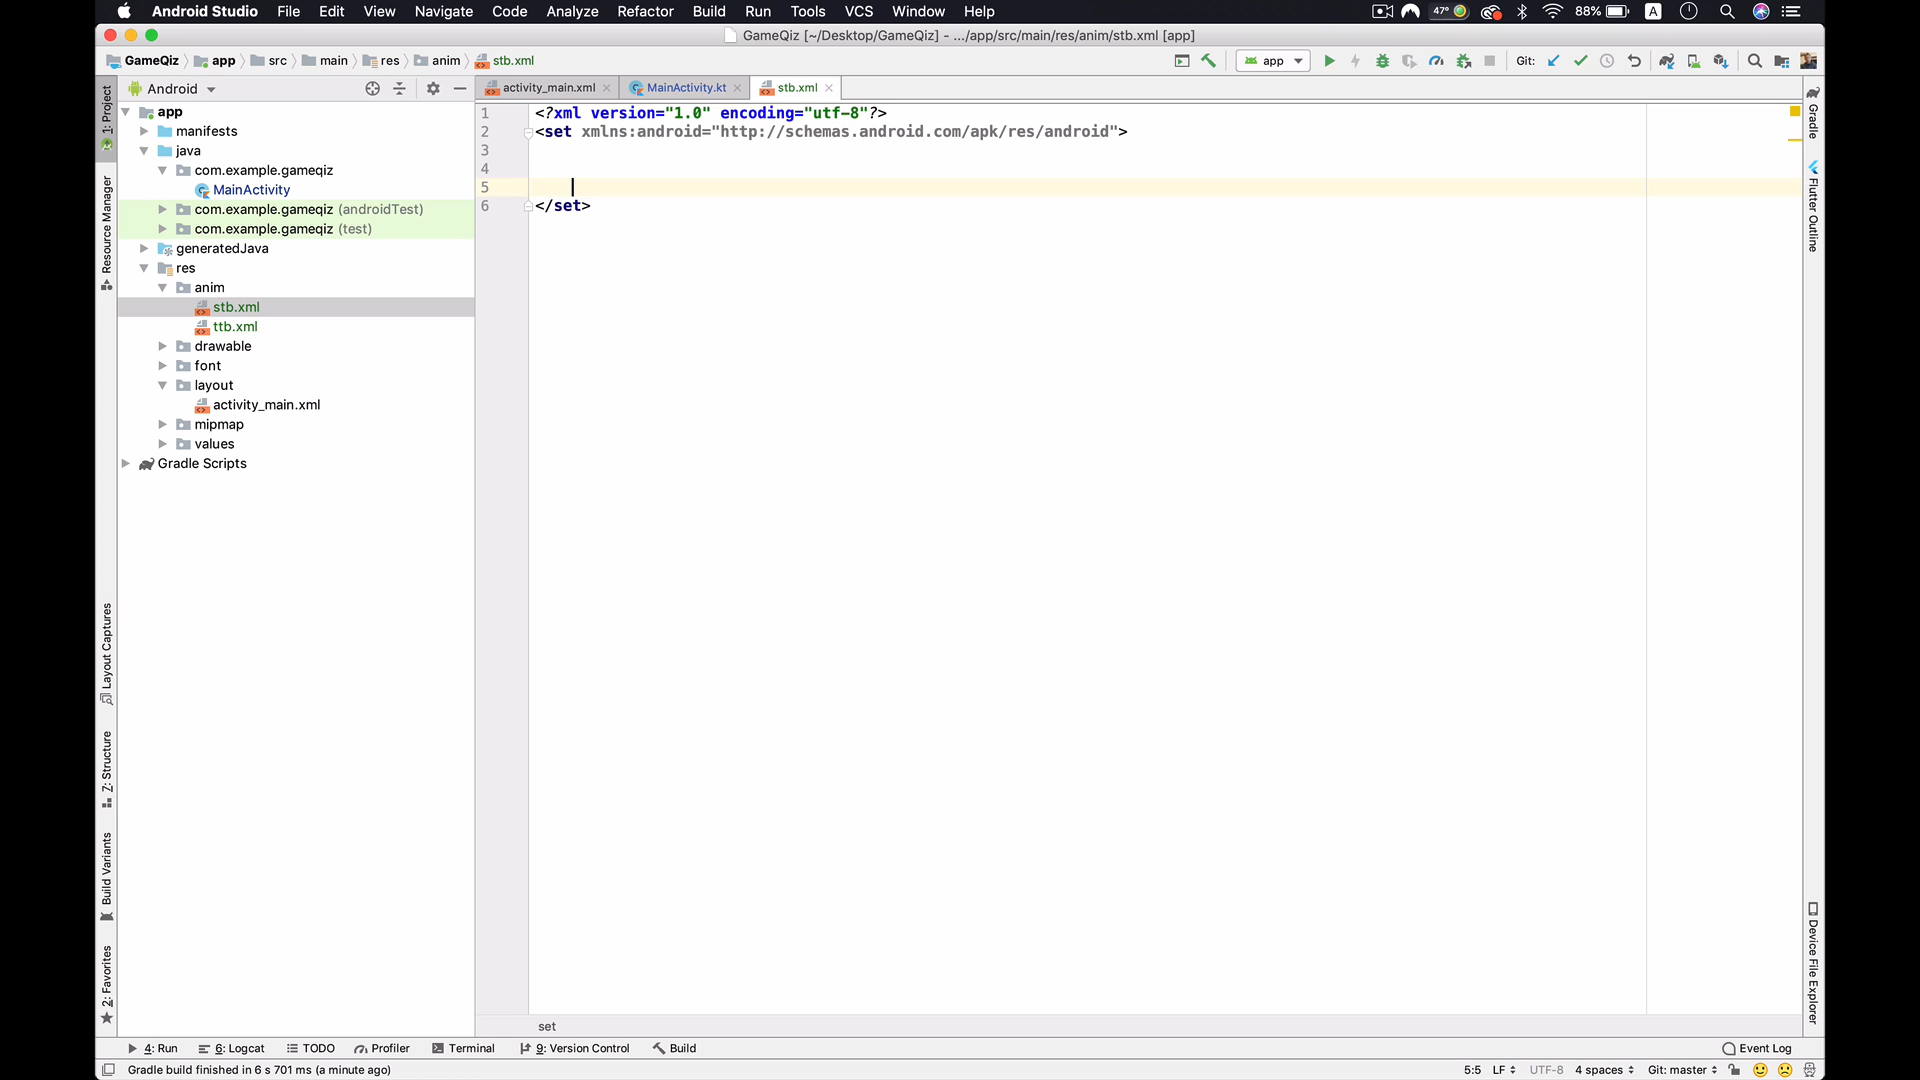 Android Studio File Edit View Navigate Code Analyze Refactor Build Run Tools VCS Window Help 47° 88% A
GameQiz [~/Desktop/GameQiz] - .../app/src/main/res/anim/stb.xml [app]
GameQiz app src main res anim stb.xml app Git:
Android activity_main.xml MainActivity.kt stb.xml
app
manifests
java
com.example.gameqiz
MainActivity
com.example.gameqiz (androidTest)
com.example.gameqiz (test)
generatedJava
res
anim
stb.xml
ttb.xml
drawable
font
layout
activity_main.xml
mipmap
values
Gradle Scripts
1 <?xml version="1.0" encoding="utf-8"?>
2 <set xmlns:android="http://schemas.android.com/apk/res/android">
3
4
5
6 </set>
set
1: Project
Resource Manager
Layout Captures
Z: Structure
Build Variants
2: Favorites
Gradle
Flutter Outline
Device File Explorer
4: Run 6: Logcat TODO Profiler Terminal 9: Version Control Build Event Log
Gradle build finished in 6 s 701 ms (a minute ago) 5:5 LF UTF-8 4 spaces Git: master